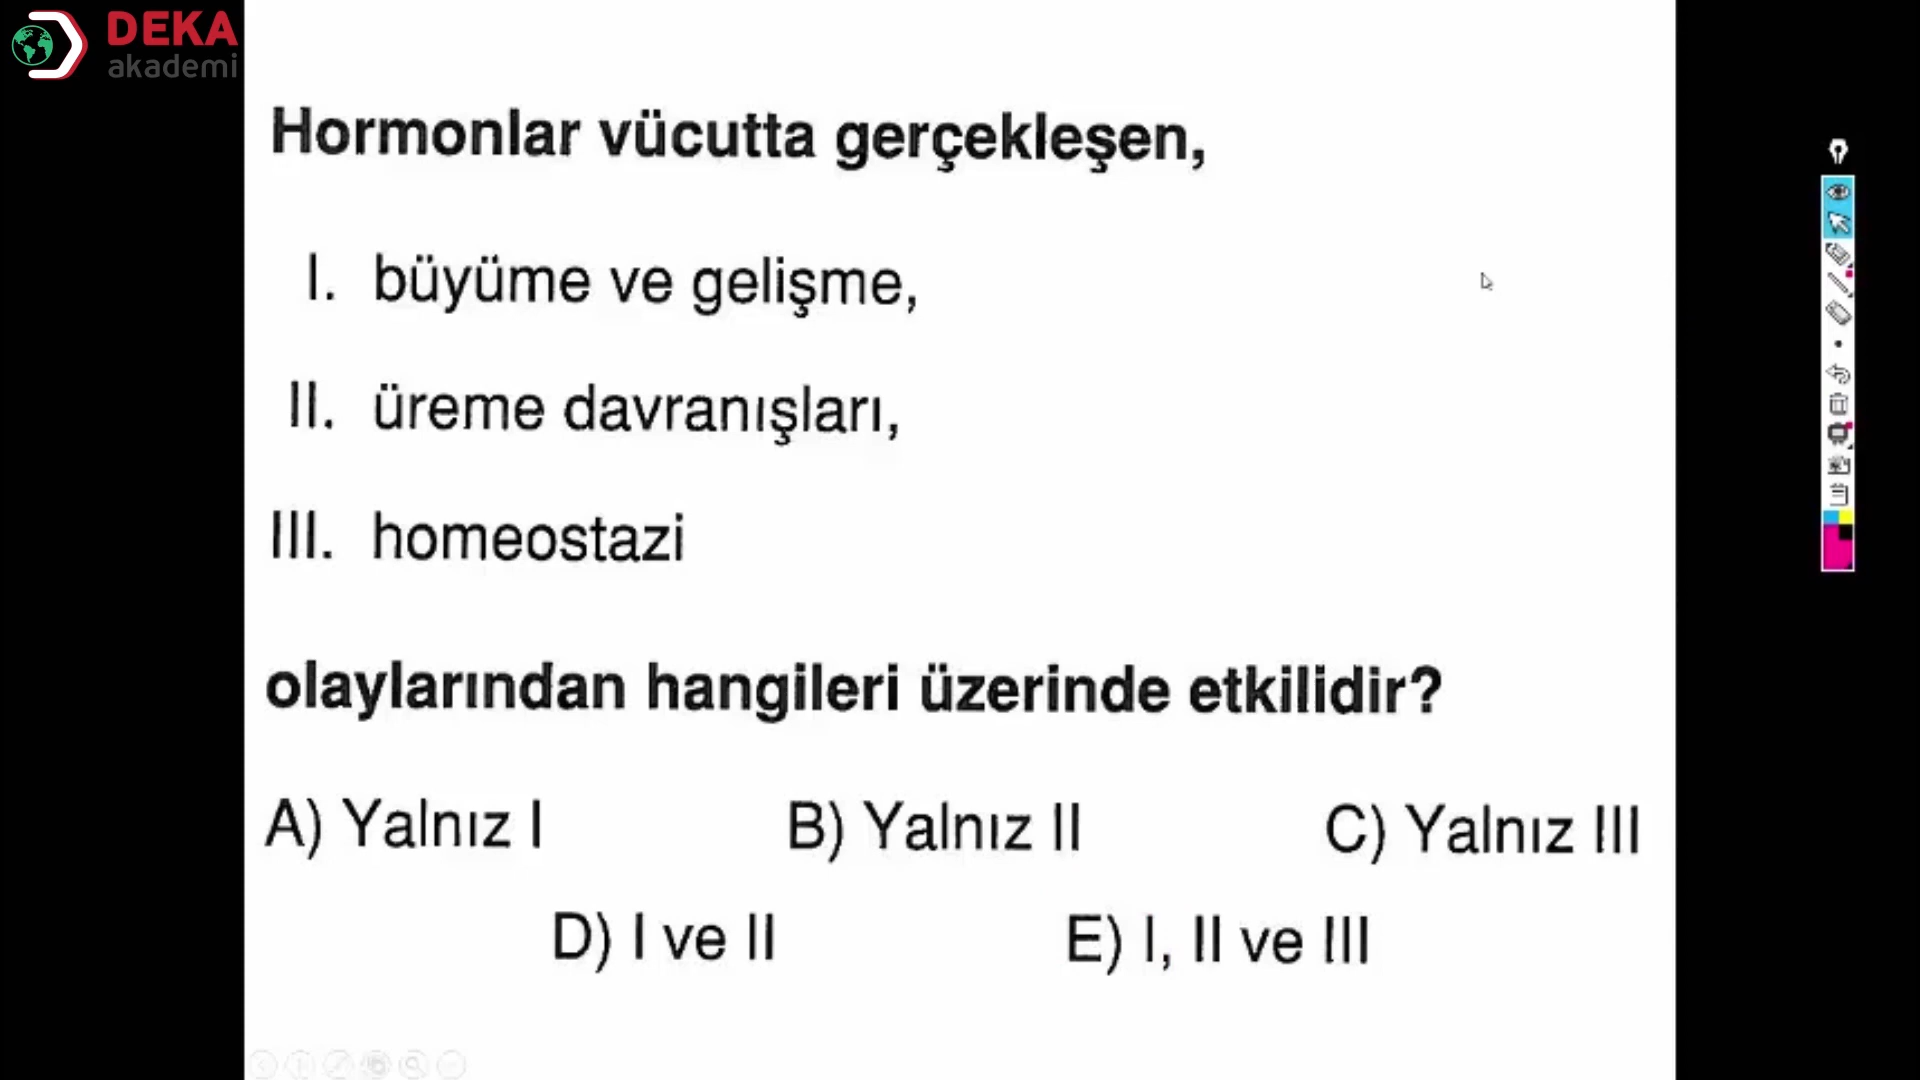 DEKA
akademi
Hormonlar vücutta gerçekleşen,
I. büyüme ve gelişme,
II. üreme davranışları,
III. homeostazi
olaylarından hangileri üzerinde etkilidir?
A) Yalnız I B) Yalnız II C) Yalnız III
D) I ve II E) I, II ve III